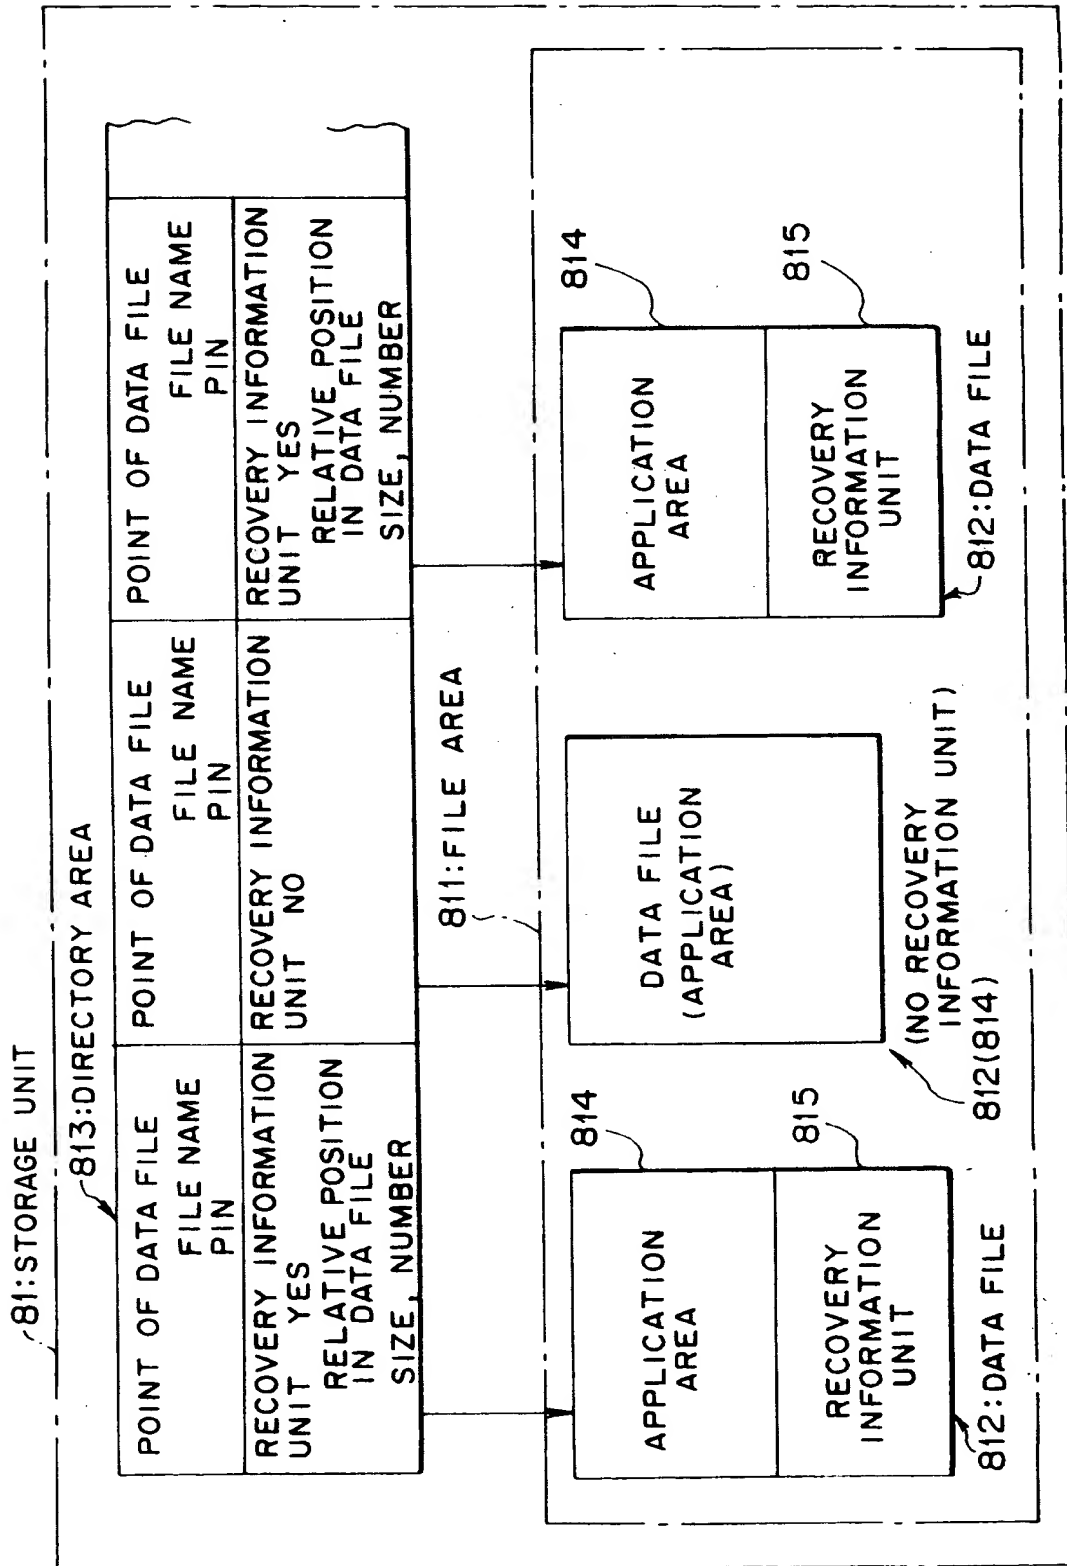 81:STORAGE UNIT
813:DIRECTORY AREA
POINT OF DATA FILE
FILE NAME
PIN
RECOVERY INFORMATION
UNIT YES
RELATIVE POSITION
IN DATA FILE
SIZE, NUMBER
POINT OF DATA FILE
FILE NAME
PIN
RECOVERY INFORMATION
UNIT NO
POINT OF DATA FILE
FILE NAME
PIN
RECOVERY INFORMATION
UNIT YES
RELATIVE POSITION
IN DATA FILE
SIZE, NUMBER
811:FILE AREA
814
APPLICATION
AREA
815
RECOVERY
INFORMATION
UNIT
812:DATA FILE
DATA FILE
(APPLICATION
AREA)
812(814)
(NO RECOVERY
INFORMATION UNIT)
814
APPLICATION
AREA
815
RECOVERY
INFORMATION
UNIT
812:DATA FILE